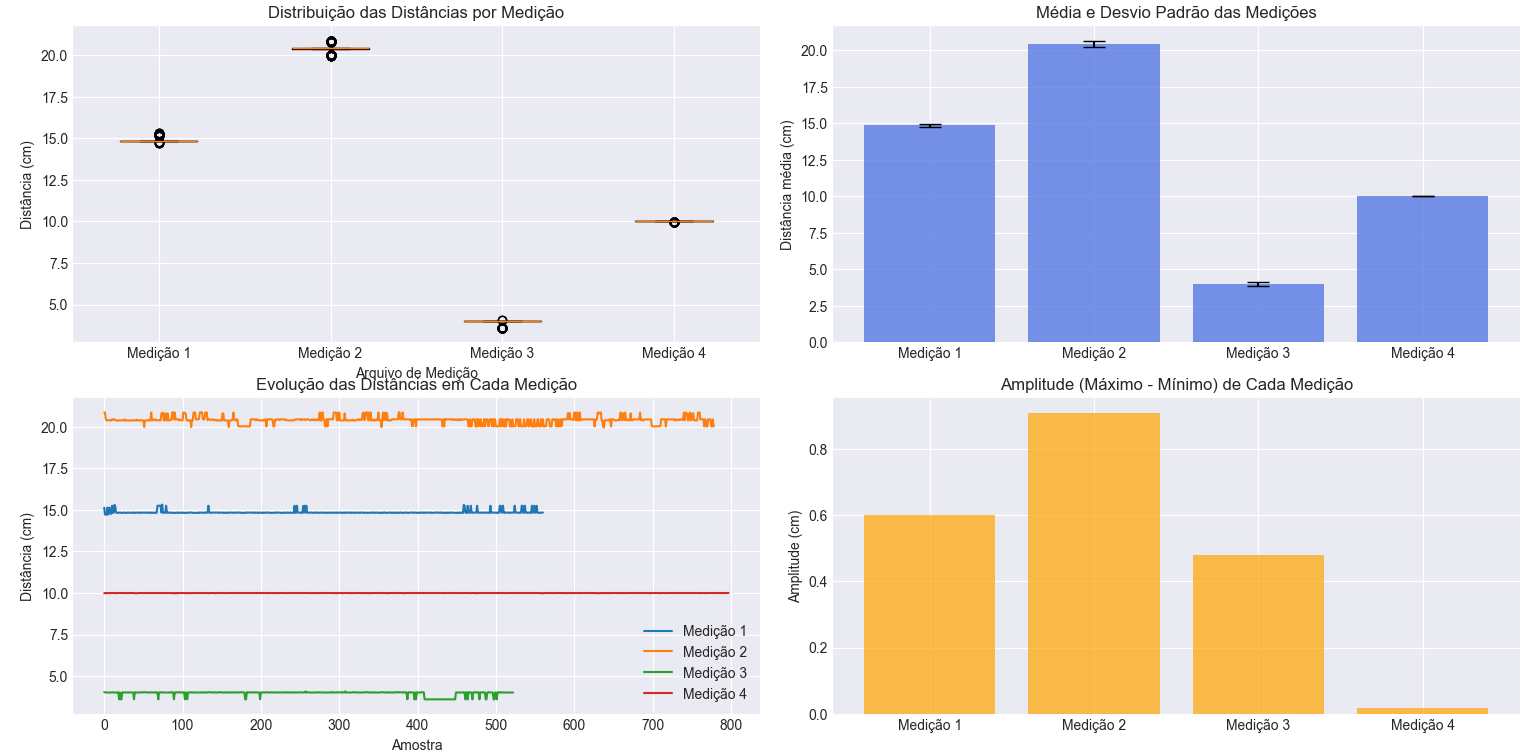 Distribuição das Distâncias por Medição
Distância (cm)
20.0
17.5
15.0
12.5
10.0
7.5
5.0
Medição 1 Medição 2 Medição 3 Medição 4
Arquivo de Medição
Média e Desvio Padrão das Medições
Distância média (cm)
20.0
17.5
15.0
12.5
10.0
7.5
5.0
2.5
0.0
Medição 1 Medição 2 Medição 3 Medição 4
Evolução das Distâncias em Cada Medição
Distância (cm)
20.0
17.5
15.0
12.5
10.0
7.5
5.0
Medição 1
Medição 2
Medição 3
Medição 4
0 100 200 300 400 500 600 700 800
Amostra
Amplitude (Máximo - Mínimo) de Cada Medição
Amplitude (cm)
0.8
0.6
0.4
0.2
0.0
Medição 1 Medição 2 Medição 3 Medição 4